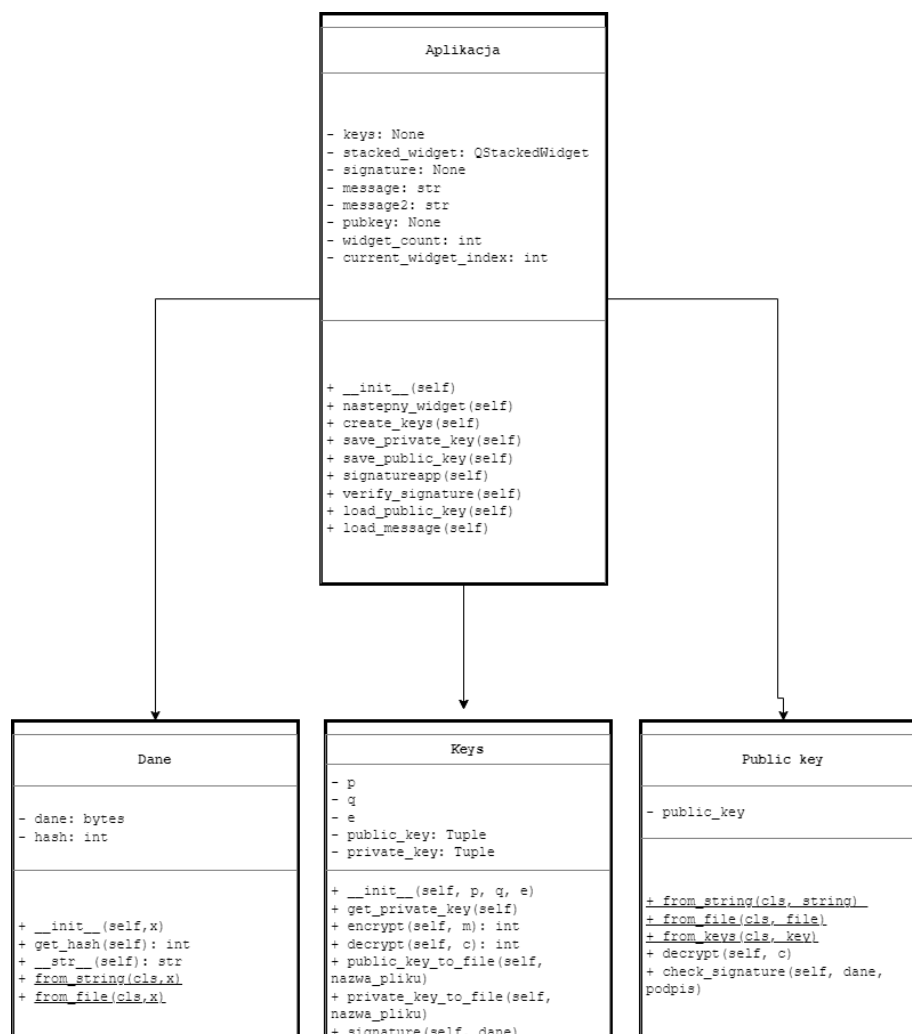 Aplikacja
- keys: None
- stacked_widget: QStackedWidget
- signature: None
- message: str
- message2: str
- pubkey: None
- widget_count: int
- current_widget_index: int
+ __init__(self)
+ nastepny_widget(self)
+ create_keys(self)
+ save_private_key(self)
+ save_public_key(self)
+ signatureapp(self)
+ verify_signature(self)
+ load_public_key(self)
+ load_message(self)
Dane
- dane: bytes
- hash: int
+ __init__(self,x)
+ get_hash(self): int
+ __str__(self): str
+ from_string(cls,x)
+ from_file(cls,x)
Keys
- p
- q
- e
- public_key: Tuple
- private_key: Tuple
+ __init__(self, p, q, e)
+ get_private_key(self)
+ encrypt(self, m): int
+ decrypt(self, c): int
+ public_key_to_file(self,
nazwa_pliku)
+ private_key_to_file(self,
nazwa_pliku)
+ signature(self, dane)
Public key
- public_key
+ from_string(cls, string)
+ from_file(cls, file)
+ from_keys(cls, key)
+ decrypt(self, c)
+ check_signature(self, dane,
podpis)